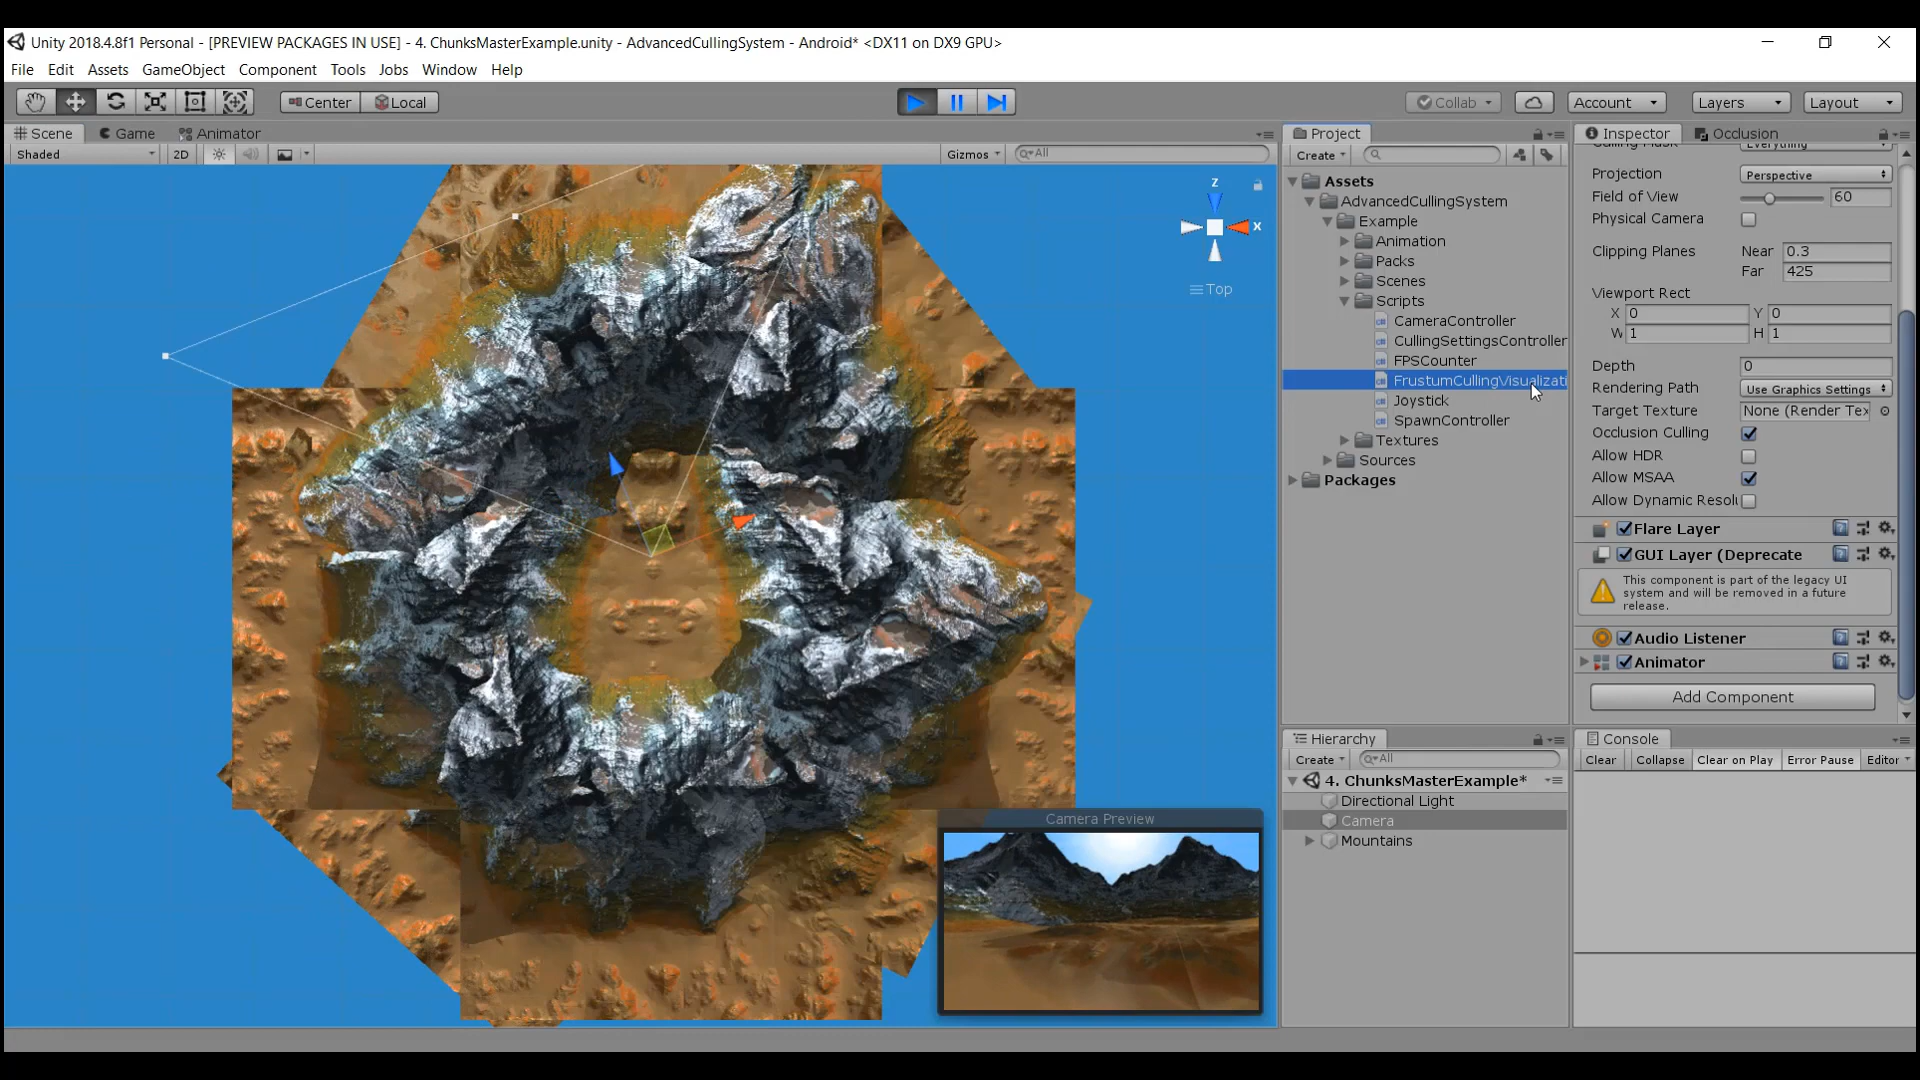 Unity 2018.4.8f1 Personal - [PREVIEW PACKAGES IN USE] - 4. ChunksMasterExample.unity - AdvancedCullingSystem - Android* <DX11 on DX9 GPU>
File Edit Assets GameObject Component Tools Jobs Window Help
Center Local Collab Account Layers Layout
Scene Game Animator
Shaded 2D Gizmos All
z
x
Top
Camera Preview
Project
Create
Assets
AdvancedCullingSystem
Example
Animation
Packs
Scenes
Scripts
CameraController
CullingSettingsController
FPSCounter
FrustumCullingVisualizati
Joystick
SpawnController
Textures
Sources
Packages
Hierarchy
Create All
4. ChunksMasterExample*
Directional Light
Camera
Mountains
Inspector Occlusion
Culling Mask Everything
Projection Perspective
Field of View 60
Physical Camera
Clipping Planes Near 0.3
Far 425
Viewport Rect
X 0 Y 0
W 1 H 1
Depth 0
Rendering Path Use Graphics Settings
Target Texture None (Render Tex
Occlusion Culling
Allow HDR
Allow MSAA
Allow Dynamic Resolu
Flare Layer
GUI Layer (Deprecate
This component is part of the legacy UI
system and will be removed in a future
release.
Audio Listener
Animator
Add Component
Console
Clear Collapse Clear on Play Error Pause Editor